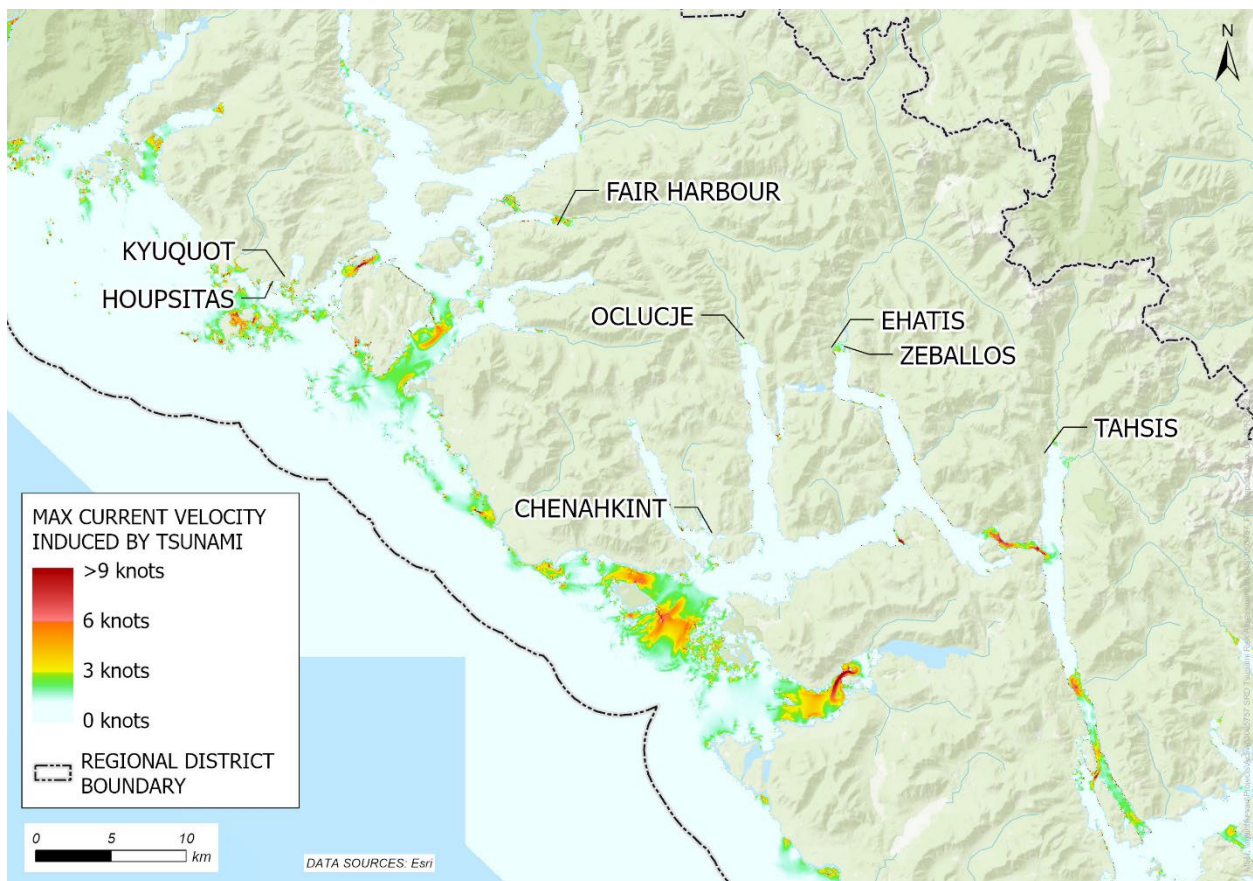 N
FAIR HARBOUR
KYUQUOT
HOUPSITAS
OCLUCJE
EHATIS
ZEBALLOS
TAHSIS
CHENAHKINT
MAX CURRENT VELOCITY
INDUCED BY TSUNAMI
>9 knots
6 knots
3 knots
0 knots
REGIONAL DISTRICT
BOUNDARY
0 5 10
km
DATA SOURCES: Esri